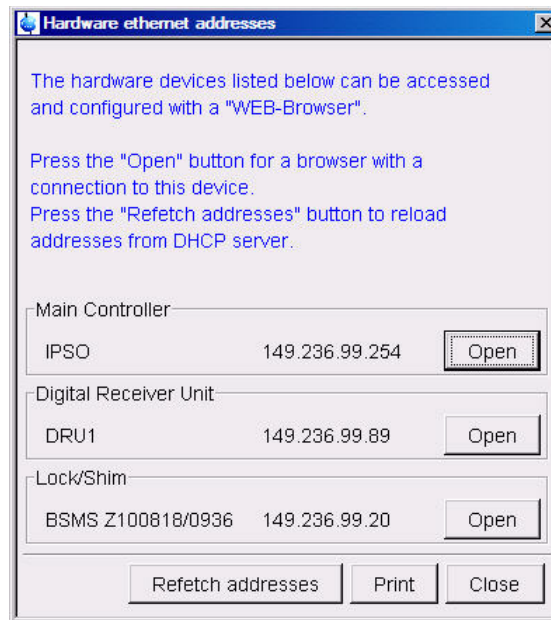 Hardware ethernet addresses
The hardware devices listed below can be accessed
and configured with a "WEB-Browser".
Press the "Open" button for a browser with a
connection to this device.
Press the "Refetch addresses" button to reload
addresses from DHCP server.
Main Controller
IPSO 149.236.99.254 Open
Digital Receiver Unit
DRU1 149.236.99.89 Open
Lock/Shim
BSMS Z100818/0936 149.236.99.20 Open
Refetch addresses Print Close